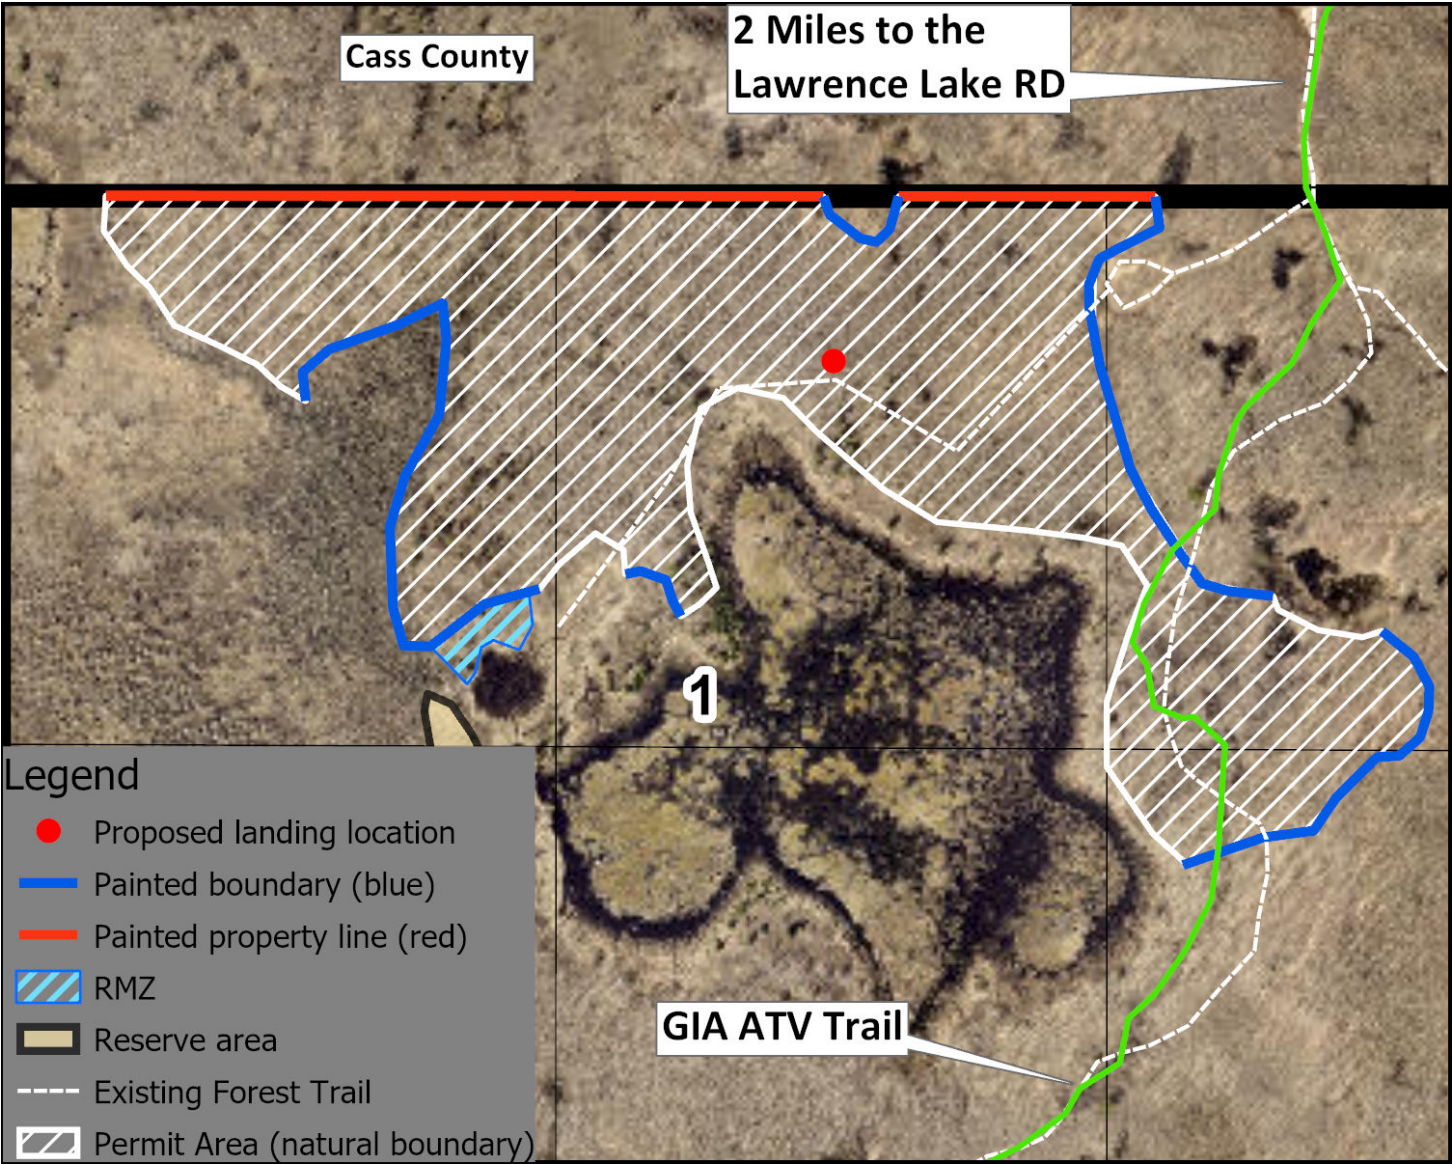 Cass County
2 Miles to the
Lawrence Lake RD
1
GIA ATV Trail
Legend
Proposed landing location
Painted boundary (blue)
Painted property line (red)
RMZ
Reserve area
Existing Forest Trail
Permit Area (natural boundary)